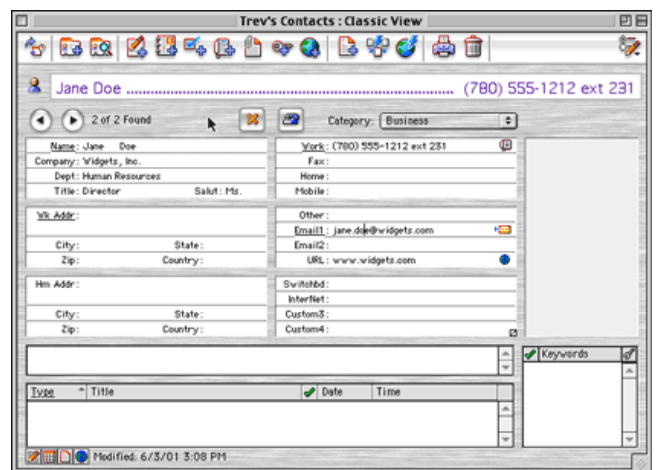 Trev's Contacts : Classic View
Jane Doe ........................................................................ (780) 555-1212 ext 231
2 of 2 Found Category: Business
Name: Jane Doe
Company: Widgets, Inc.
Dept: Human Resources
Title: Director Salut: Ms.
Work: (780) 555-1212 ext 231
Fax:
Home:
Mobile:
Wk Addr:
City: State:
Zip: Country:
Other:
Email1: jane.doe@widgets.com
Email2:
URL: www.widgets.com
Hm Addr:
City: State:
Zip: Country:
Switchbd:
InterNet:
Custom3:
Custom4:
Keywords
Type Title Date Time
Modified: 6/3/01 3:08 PM